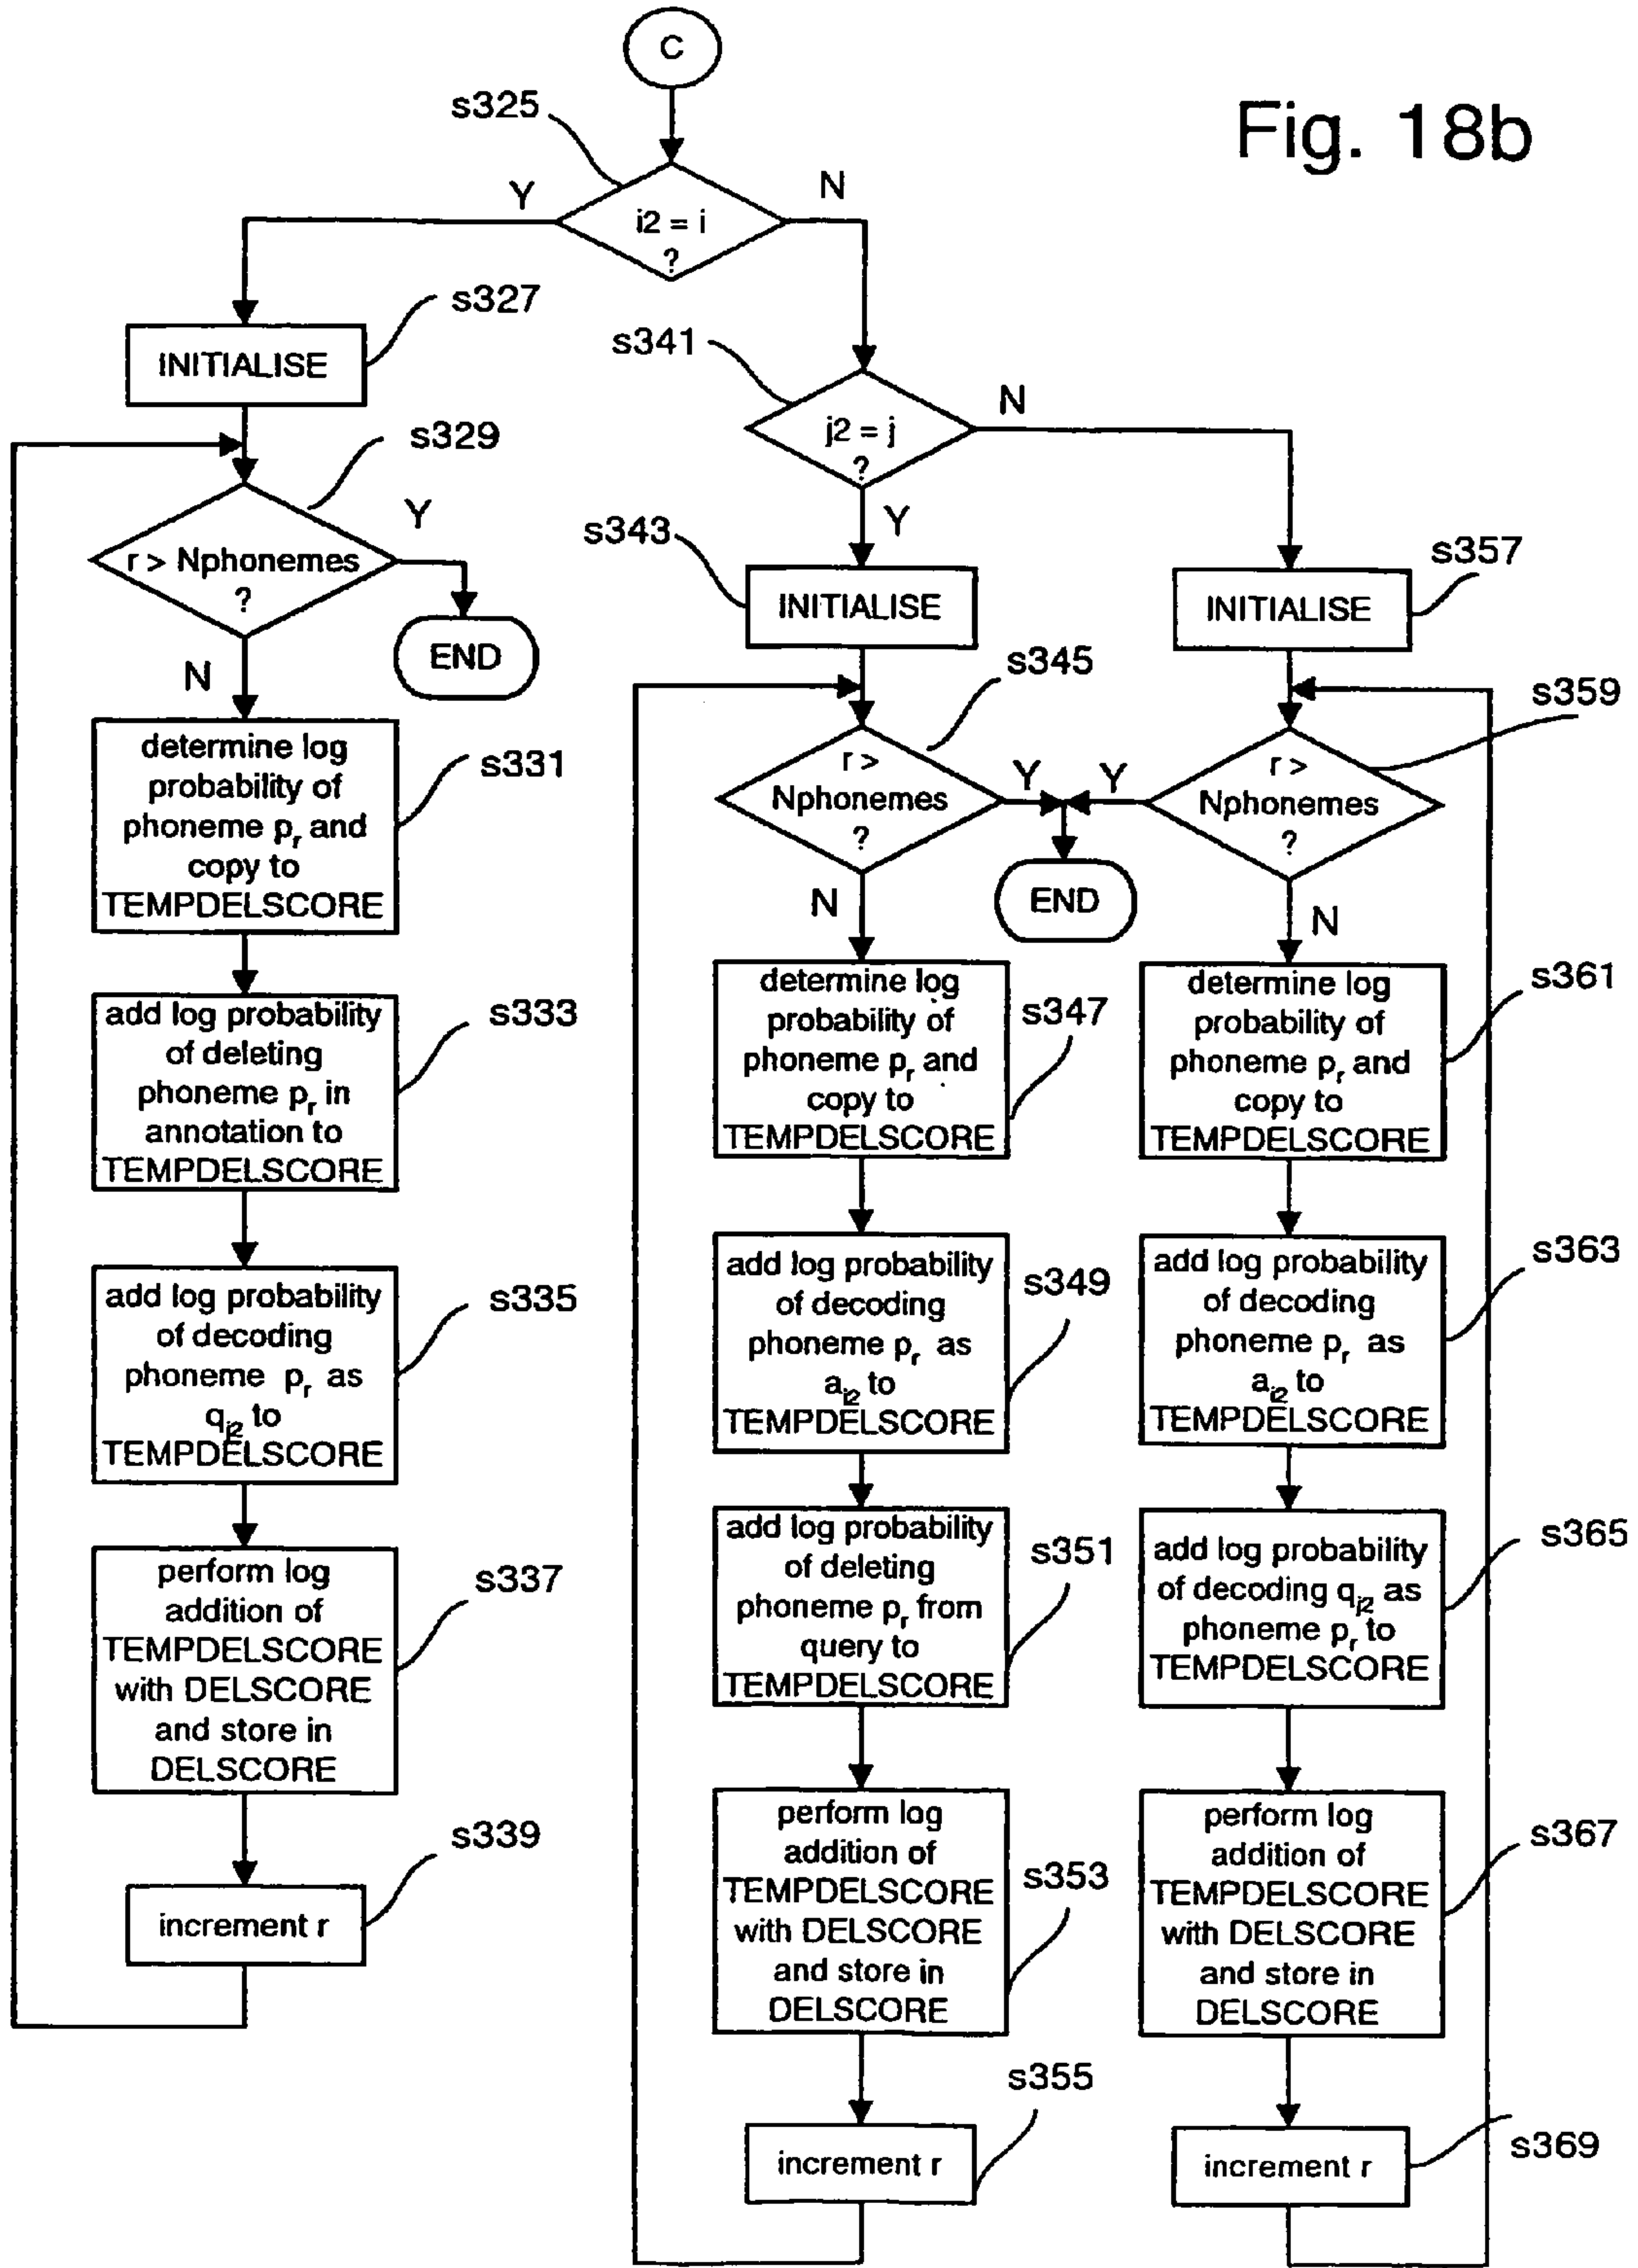 C
Fig. 18b
s325
Y
N
i2 = i
?
s327
INITIALISE
s329
r > Nphonemes
?
Y
END
N
determine log
probability of
phoneme pr and
copy to
TEMPDELSCORE
s331
add log probability
of deleting
phoneme pr in
annotation to
TEMPDELSCORE
s333
add log probability
of decoding
phoneme pr as
qj2 to
TEMPDELSCORE
s335
perform log
addition of
TEMPDELSCORE
with DELSCORE
and store in
DELSCORE
s337
s339
increment r
s341
j2 = j
?
N
Y
s343
INITIALISE
s345
r >
Nphonemes
?
Y
N
END
determine log
probability of
phoneme pr and
copy to
TEMPDELSCORE
s347
add log probability
of decoding
phoneme pr as
ai2 to
TEMPDELSCORE
s349
add log probability
of deleting
phoneme pr from
query to
TEMPDELSCORE
s351
perform log
addition of
TEMPDELSCORE
with DELSCORE
and store in
DELSCORE
s353
s355
increment r
s357
INITIALISE
s359
r >
Nphonemes
?
Y
N
determine log
probability of
phoneme pr and
copy to
TEMPDELSCORE
s361
add log probability
of decoding
phoneme pr as
ai2 to
TEMPDELSCORE
s363
add log probability
of decoding qj2 as
phoneme pr to
TEMPDELSCORE
s365
perform log
addition of
TEMPDELSCORE
with DELSCORE
and store in
DELSCORE
s367
increment r
s369